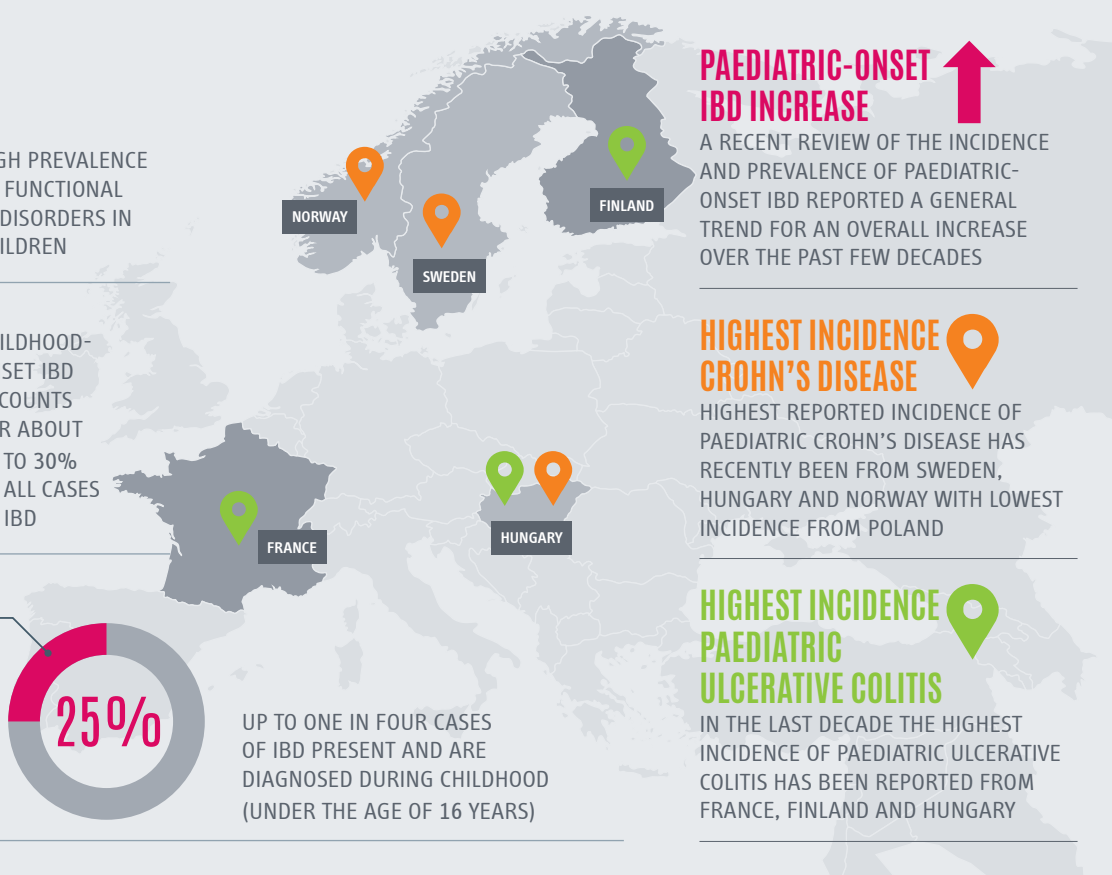 PREVALENCE
FUNCTIONAL
DISORDERS IN
TO 30%
ALL CASES
IBD
25%
UP TO ONE IN FOUR CASES
OF IBD PRESENT AND ARE
DIAGNOSED DURING CHILDHOOD
(UNDER THE AGE OF 16 YEARS)
NORWAY
SWEDEN
FINLAND
FRANCE
HUNGARY
PAEDIATRIC-ONSET
IBD INCREASE
A RECENT REVIEW OF THE INCIDENCE
AND PREVALENCE OF PAEDIATRIC-
ONSET IBD REPORTED A GENERAL
TREND FOR AN OVERALL INCREASE
OVER THE PAST FEW DECADES
HIGHEST INCIDENCE
CROHN'S DISEASE
HIGHEST REPORTED INCIDENCE OF
PAEDIATRIC CROHN'S DISEASE HAS
RECENTLY BEEN FROM SWEDEN,
HUNGARY AND NORWAY WITH LOWEST
INCIDENCE FROM POLAND
HIGHEST INCIDENCE
PAEDIATRIC
ULCERATIVE COLITIS
IN THE LAST DECADE THE HIGHEST
INCIDENCE OF PAEDIATRIC ULCERATIVE
COLITIS HAS BEEN REPORTED FROM
FRANCE, FINLAND AND HUNGARY